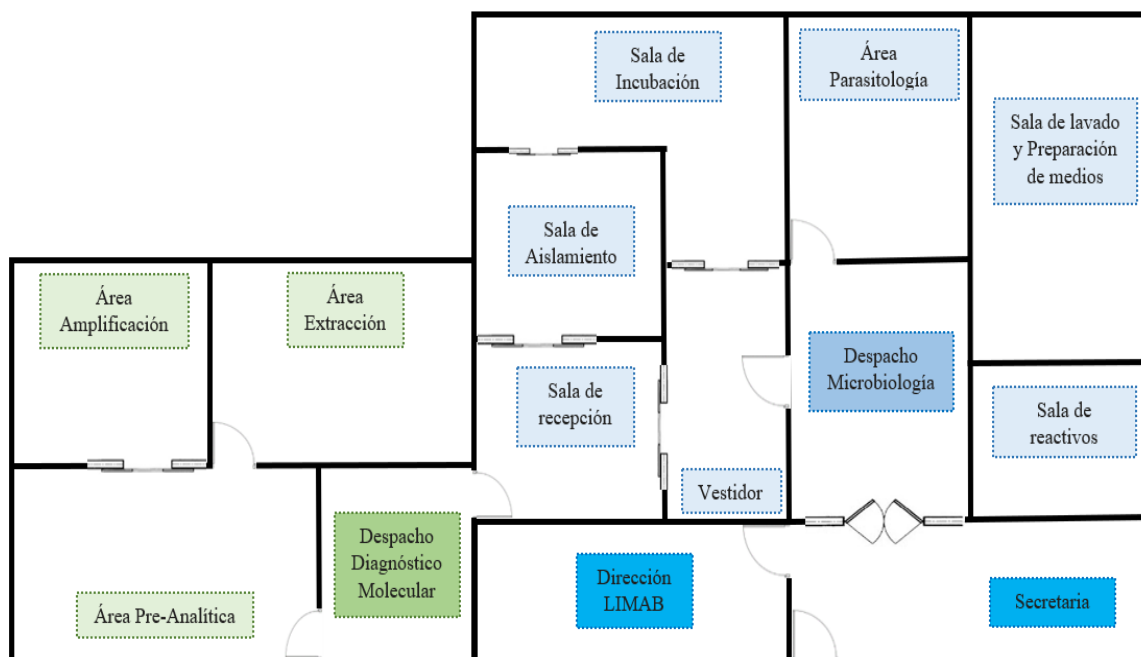 Sala de
Incubación
Área
Parasitología
Sala de lavado
y Preparación
de medios
Sala de
Aislamiento
Área
Amplificación
Área
Extracción
Despacho
Microbiología
Sala de
recepción
Sala de
reactivos
Vestidor
Despacho
Diagnóstico
Molecular
Dirección
LIMAB
Secretaria
Área Pre-Analítica